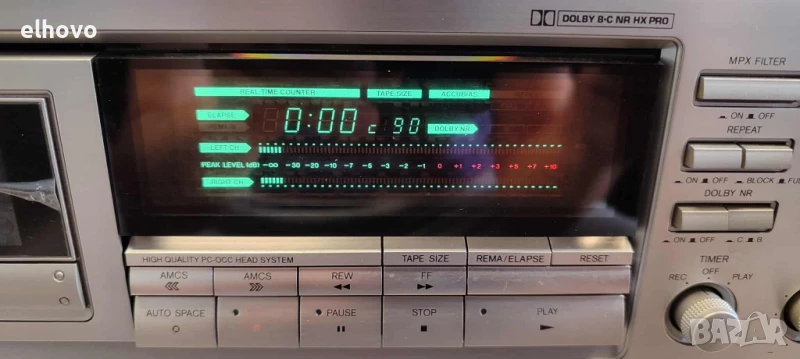 elhovo
DOLBY B·C NR HX PRO
REAL TIME COUNTER TAPE SIZE ACCUBIAS
ELAPSE 0:00 c 90 DOLBY NR
LEFT CH
PEAK LEVEL (dB) -∞ -30 -20 -10 -7 -5 -4 -3 -2 -1 0 +1 +2 +3 +5 +7 +10
RIGHT CH
MPX FILTER
ON OFF
REPEAT
ON OFF BLOCK FU
DOLBY NR
ON OFF C B
TIMER
REC OFF PLAY
HIGH QUALITY PC-OCC HEAD SYSTEM TAPE SIZE REMA/ELAPSE RESET
AMCS AMCS REW FF
AUTO SPACE PAUSE STOP PLAY
BAZAR